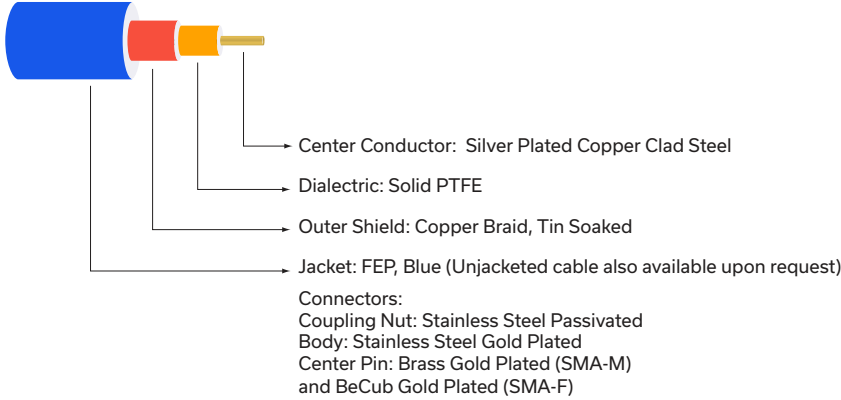 Center Conductor: Silver Plated Copper Clad Steel
Dialectric: Solid PTFE
Outer Shield: Copper Braid, Tin Soaked
Jacket: FEP, Blue (Unjacketed cable also available upon request)
Connectors:
Coupling Nut: Stainless Steel Passivated
Body: Stainless Steel Gold Plated
Center Pin: Brass Gold Plated (SMA-M)
and BeCub Gold Plated (SMA-F)